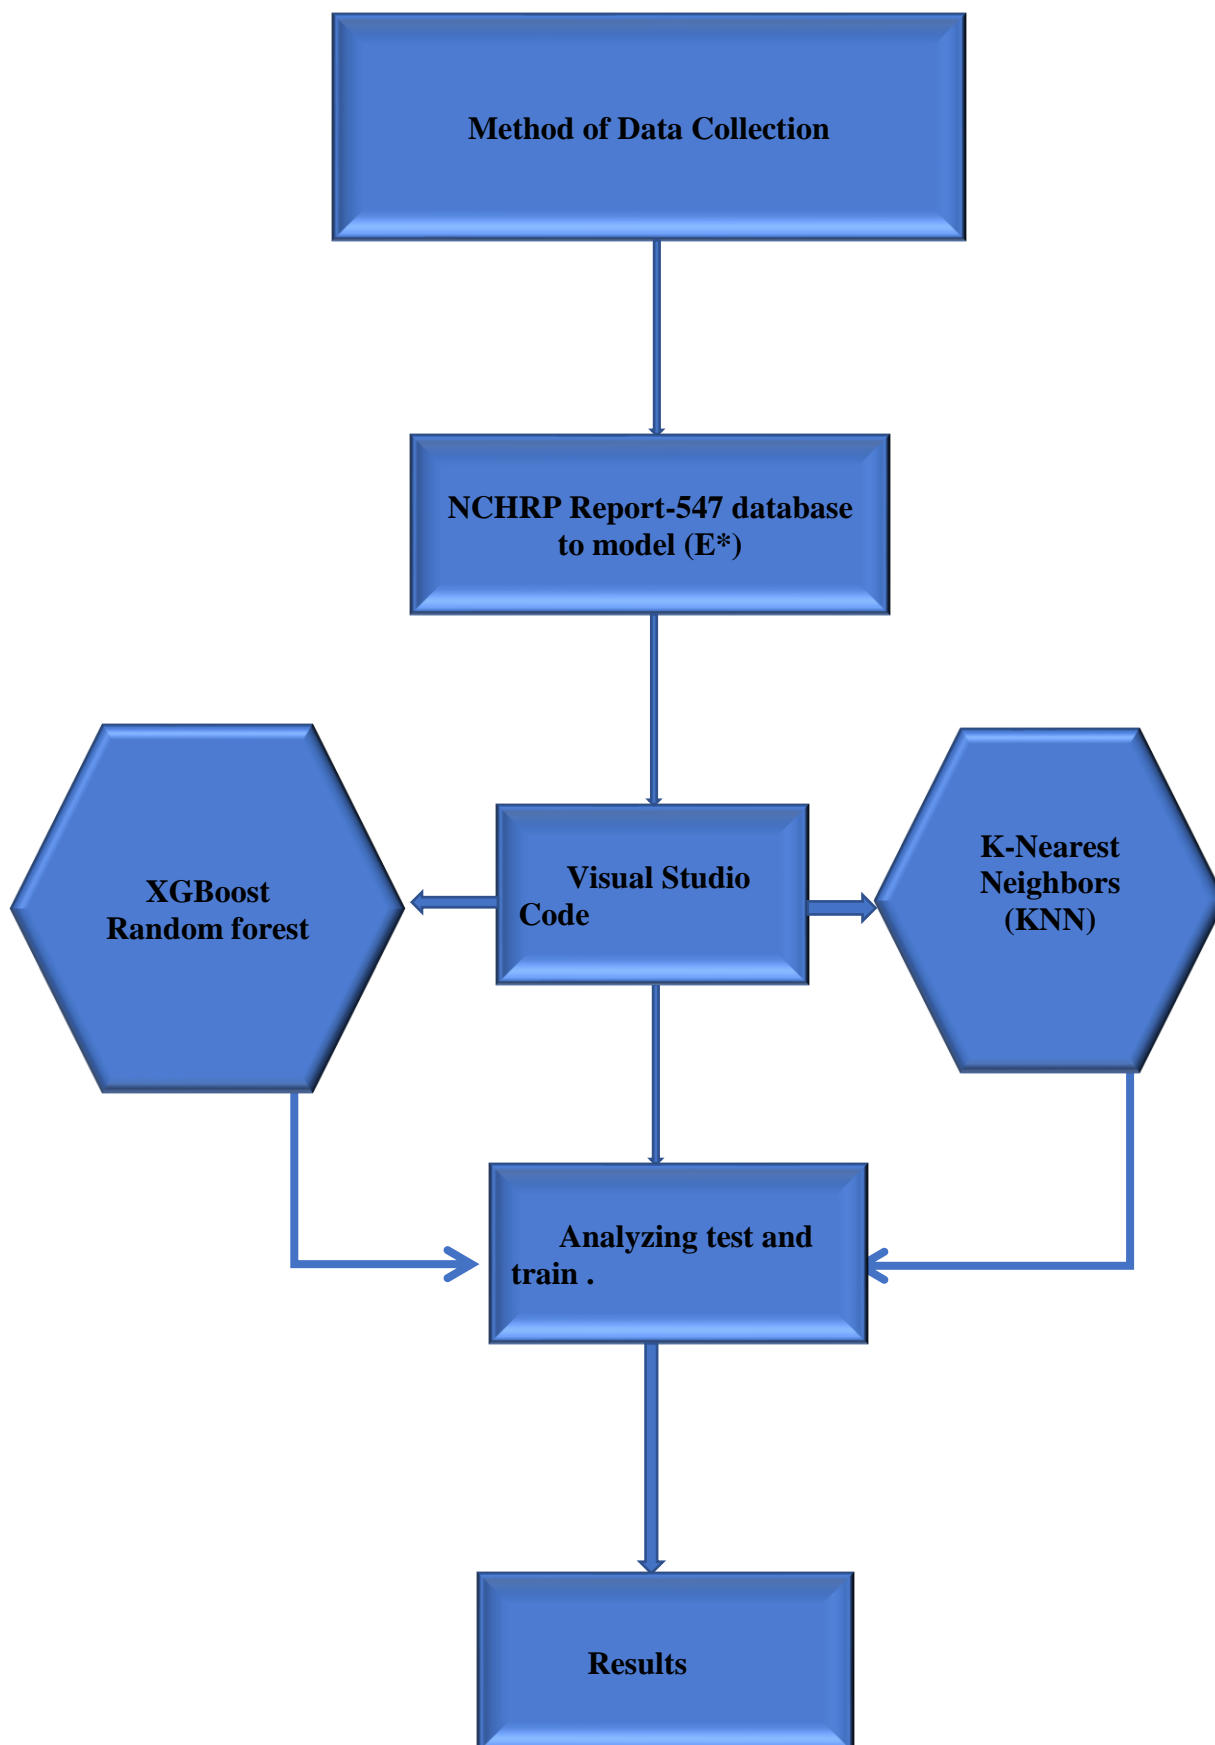 Method of Data Collection
NCHRP Report-547 database
to model (E*)
XGBoost
Random forest
Visual Studio
Code
K-Nearest
Neighbors
(KNN)
Analyzing test and
train .
Results